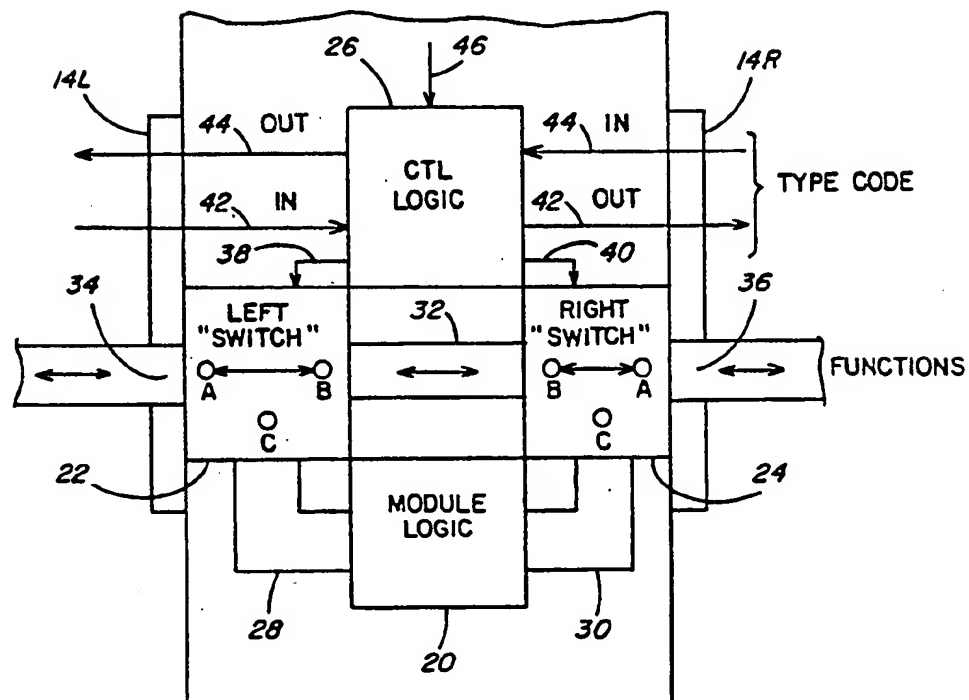 26 46
14L 14R
44 OUT 44 IN
CTL
LOGIC
TYPE CODE
42 IN 42 OUT
38 40
34 36
LEFT
"SWITCH"
32
RIGHT
"SWITCH"
FUNCTIONS
A B B A
C C
22 24
MODULE
LOGIC
28 30
20